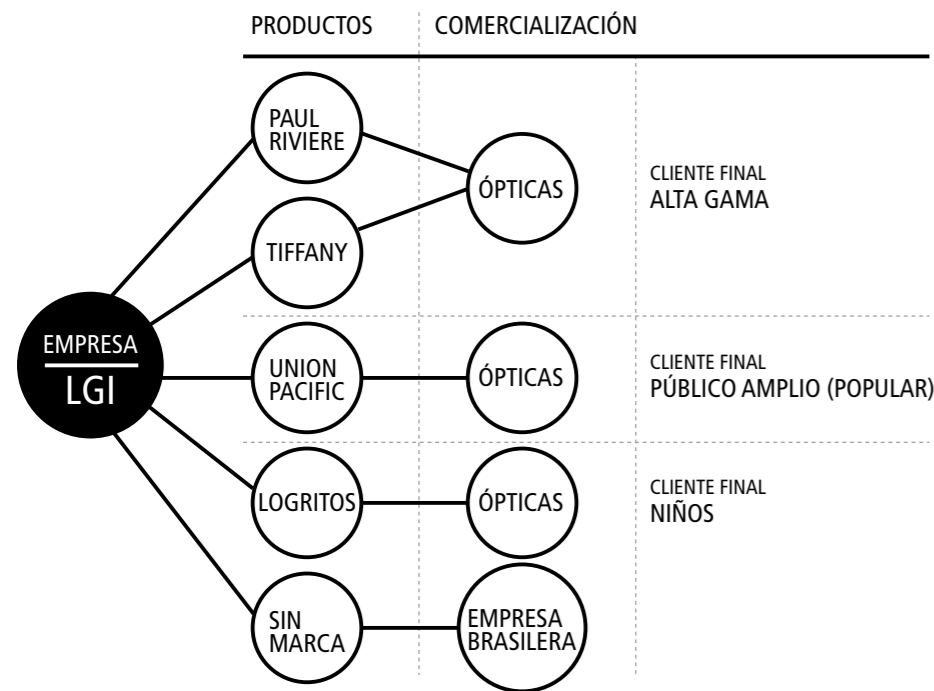 PRODUCTOS
COMERCIALIZACIÓN
PAUL
RIVIERE
ÓPTICAS
CLIENTE FINAL
ALTA GAMA
TIFFANY
EMPRESA
LGI
UNION
PACIFIC
ÓPTICAS
CLIENTE FINAL
PÚBLICO AMPLIO (POPULAR)
LOGRITOS
ÓPTICAS
CLIENTE FINAL
NIÑOS
SIN
MARCA
EMPRESA
BRASILERA